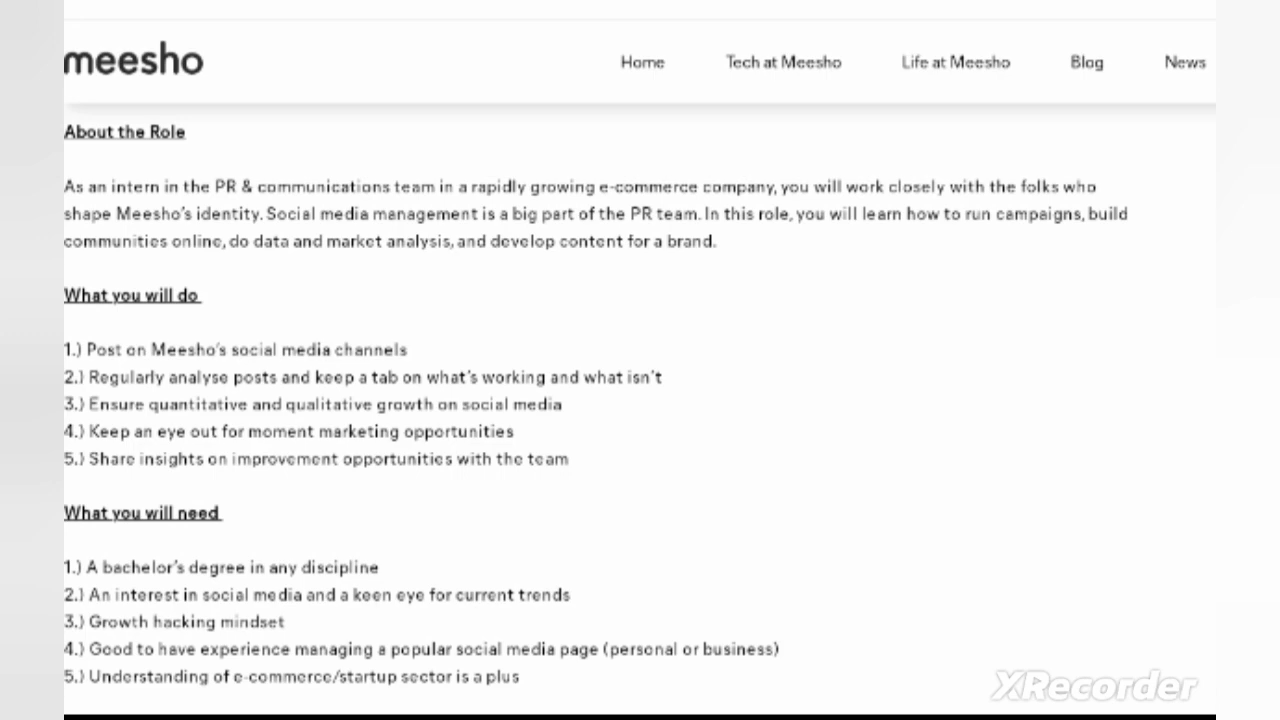 meesho
Home Tech at Meesho Life at Meesho Blog News
About the Role
As an intern in the PR & communications team in a rapidly growing e-commerce company, you will work closely with the folks who
shape Meesho's identity. Social media management is a big part of the PR team. In this role, you will learn how to run campaigns, build
communities online, do data and market analysis, and develop content for a brand.
What you will do
1.) Post on Meesho's social media channels
2.) Regularly analyse posts and keep a tab on what's working and what isn't
3.) Ensure quantitative and qualitative growth on social media
4.) Keep an eye out for moment marketing opportunities
5.) Share insights on improvement opportunities with the team
What you will need
1.) A bachelor's degree in any discipline
2.) An interest in social media and a keen eye for current trends
3.) Growth hacking mindset
4.) Good to have experience managing a popular social media page (personal or business)
5.) Understanding of e-commerce/startup sector is a plus
XRecorder